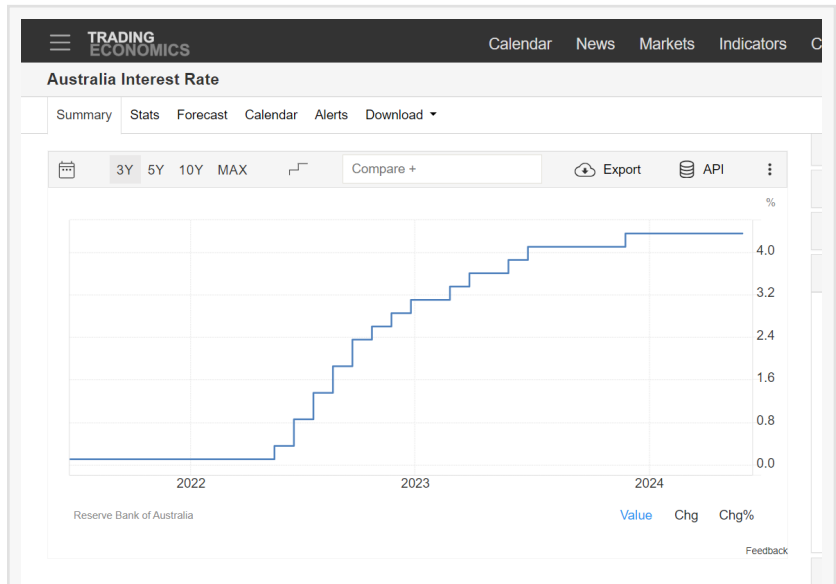 TRADING
ECONOMICS
Calendar News Markets Indicators C
Australia Interest Rate
Summary Stats Forecast Calendar Alerts Download
3Y 5Y 10Y MAX Compare + Export API
%
4.0
3.2
2.4
1.6
0.8
0.0
2022 2023 2024
Reserve Bank of Australia Value Chg Chg%
Feedback